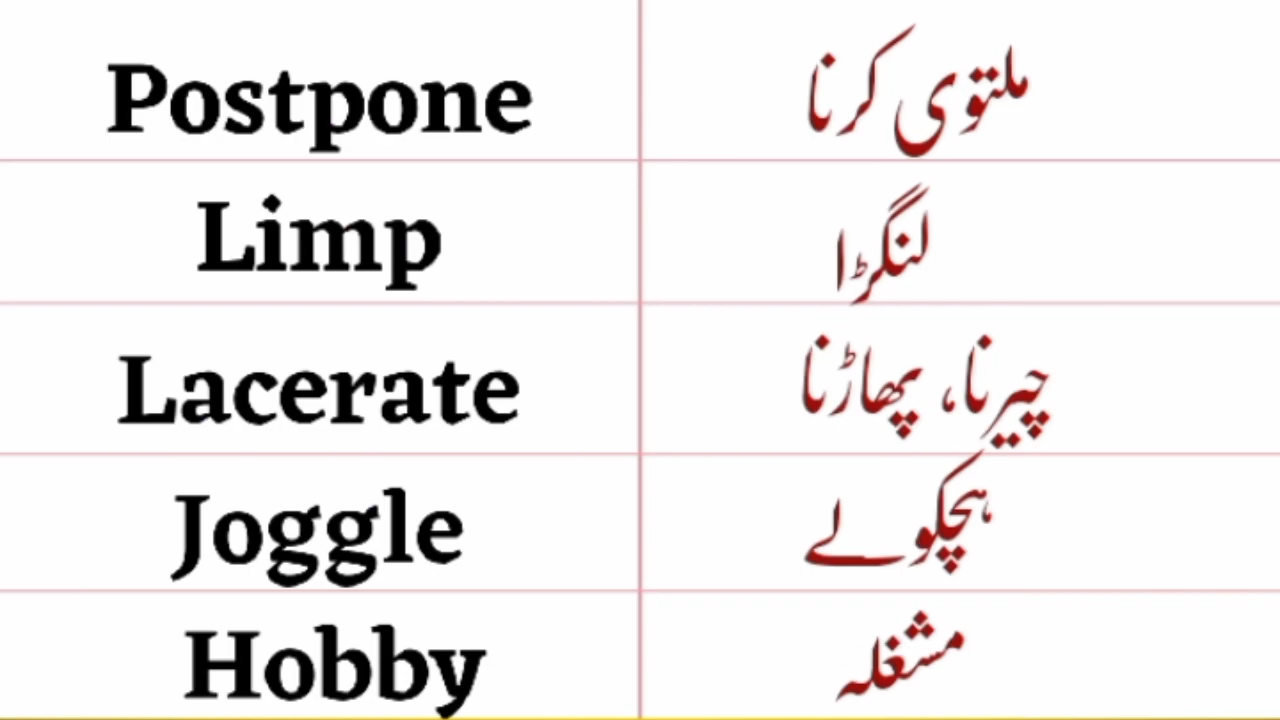 Postpone ملتوی کرنا
Limp لنگڑا
Lacerate چیرنا، پھاڑنا
Joggle ہچکولے
Hobby مشغلہ